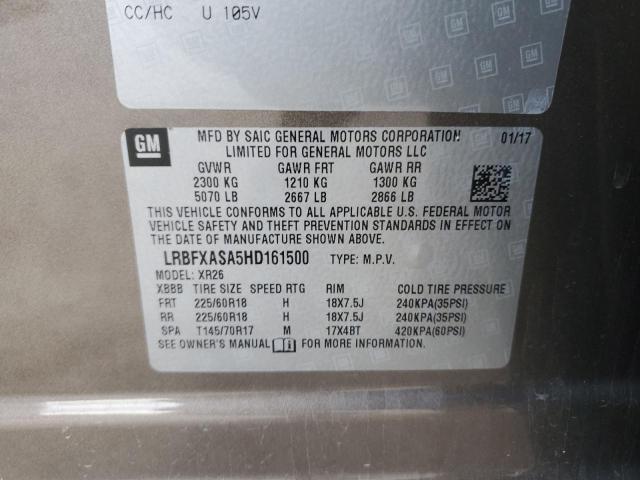 CC/HC U 105V
GM
MFD BY SAIC GENERAL MOTORS CORPORATION 01/17
LIMITED FOR GENERAL MOTORS LLC
GVWR GAWR FRT GAWR RR
2300 KG 1210 KG 1300 KG
5070 LB 2667 LB 2866 LB
THIS VEHICLE CONFORMS TO ALL APPLICABLE U.S. FEDERAL MOTOR
VEHICLE SAFETY AND THEFT PREVENTION STANDARDS IN EFFECT ON
THE DATE OF MANUFACTURE SHOWN ABOVE.
LRBFXASA5HD161500 TYPE: M.P.V.
MODEL: XR26
XBBB TIRE SIZE SPEED RTG RIM COLD TIRE PRESSURE
FRT 225/60R18 H 18X7.5J 240KPA(35PSI)
RR 225/60R18 H 18X7.5J 240KPA(35PSI)
SPA T145/70R17 M 17X4BT 420KPA(60PSI)
SEE OWNER'S MANUAL FOR MORE INFORMATION.